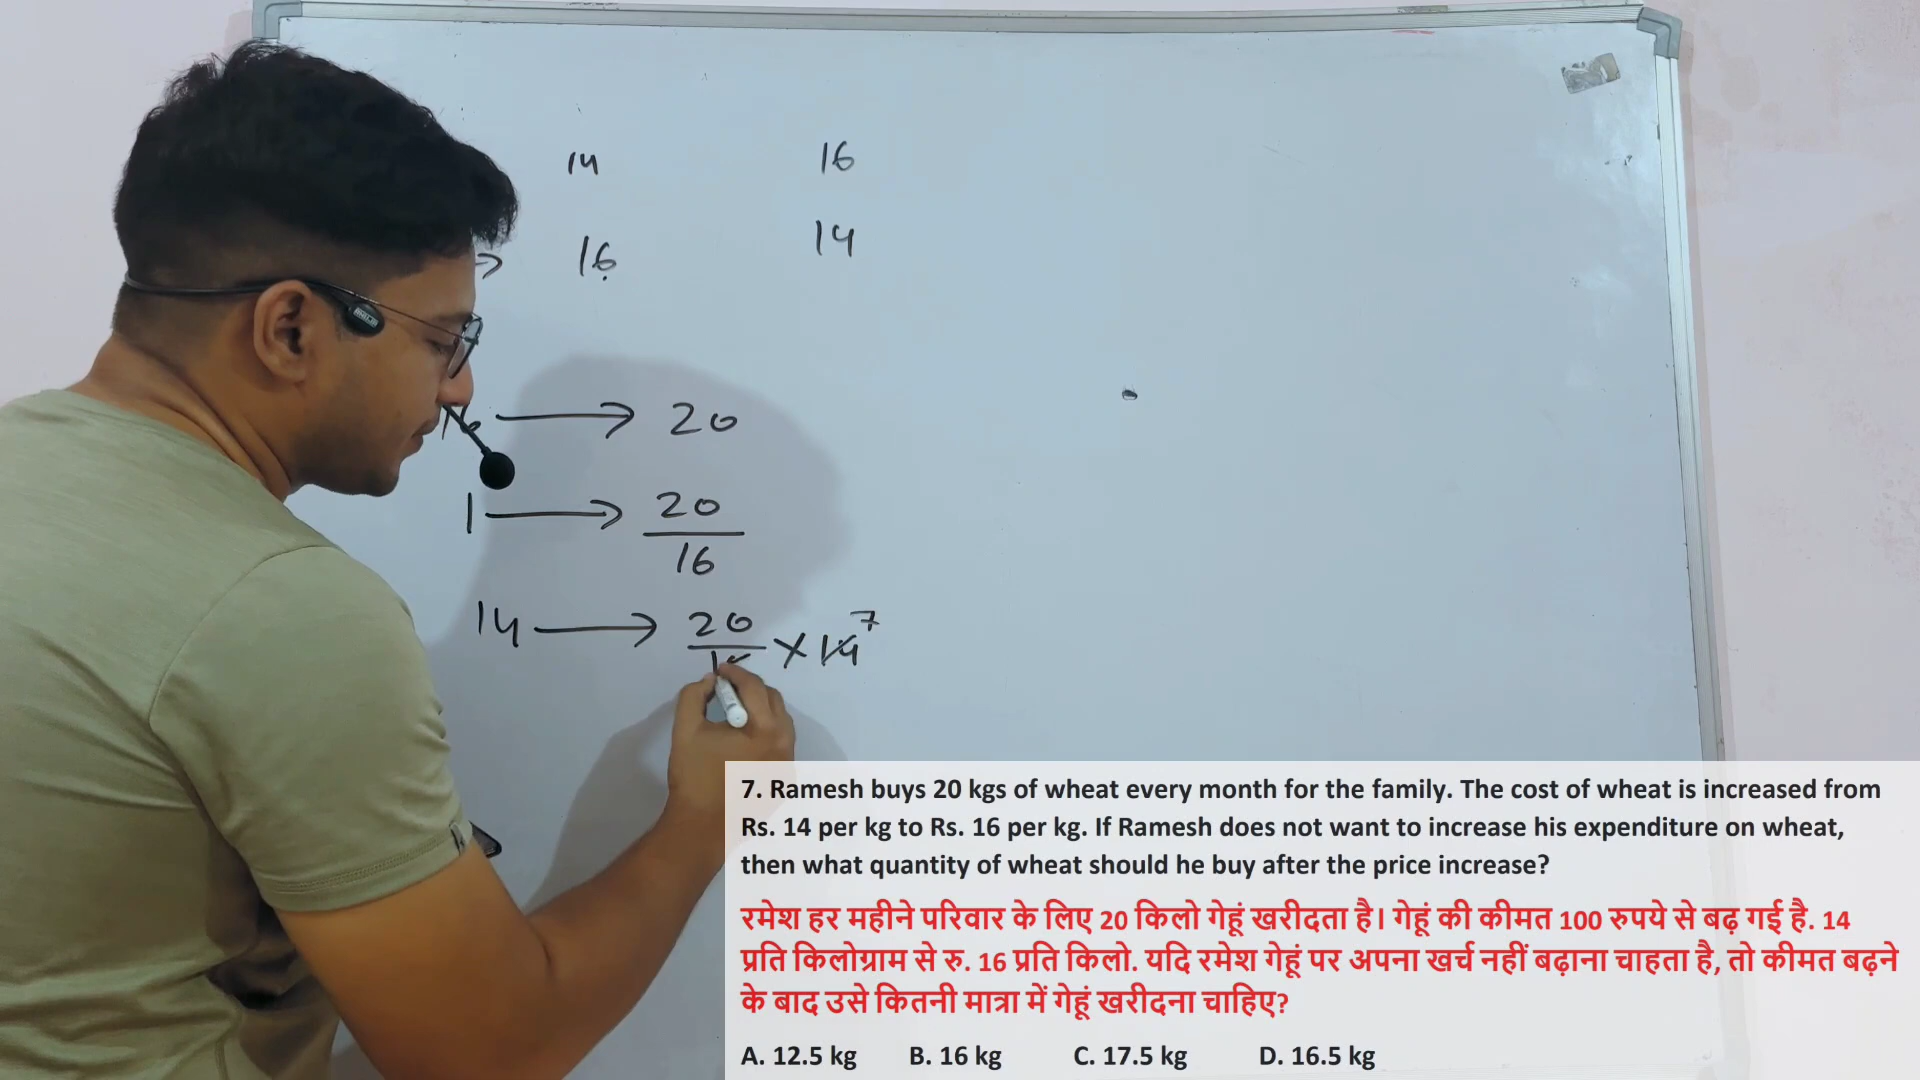 14 16
16 14
16 → 20
1 → 20
16
14 → 20 × 14 7
7. Ramesh buys 20 kgs of wheat every month for the family. The cost of wheat is increased from
Rs. 14 per kg to Rs. 16 per kg. If Ramesh does not want to increase his expenditure on wheat,
then what quantity of wheat should he buy after the price increase?
रमेश हर महीने परिवार के लिए 20 किलो गेहूं खरीदता है। गेहूं की कीमत 100 रुपये से बढ़ गई है. 14
प्रति किलोग्राम से रु. 16 प्रति किलो. यदि रमेश गेहूं पर अपना खर्च नहीं बढ़ाना चाहता है, तो कीमत बढ़ने
के बाद उसे कितनी मात्रा में गेहूं खरीदना चाहिए?
A. 12.5 kg B. 16 kg C. 17.5 kg D. 16.5 kg